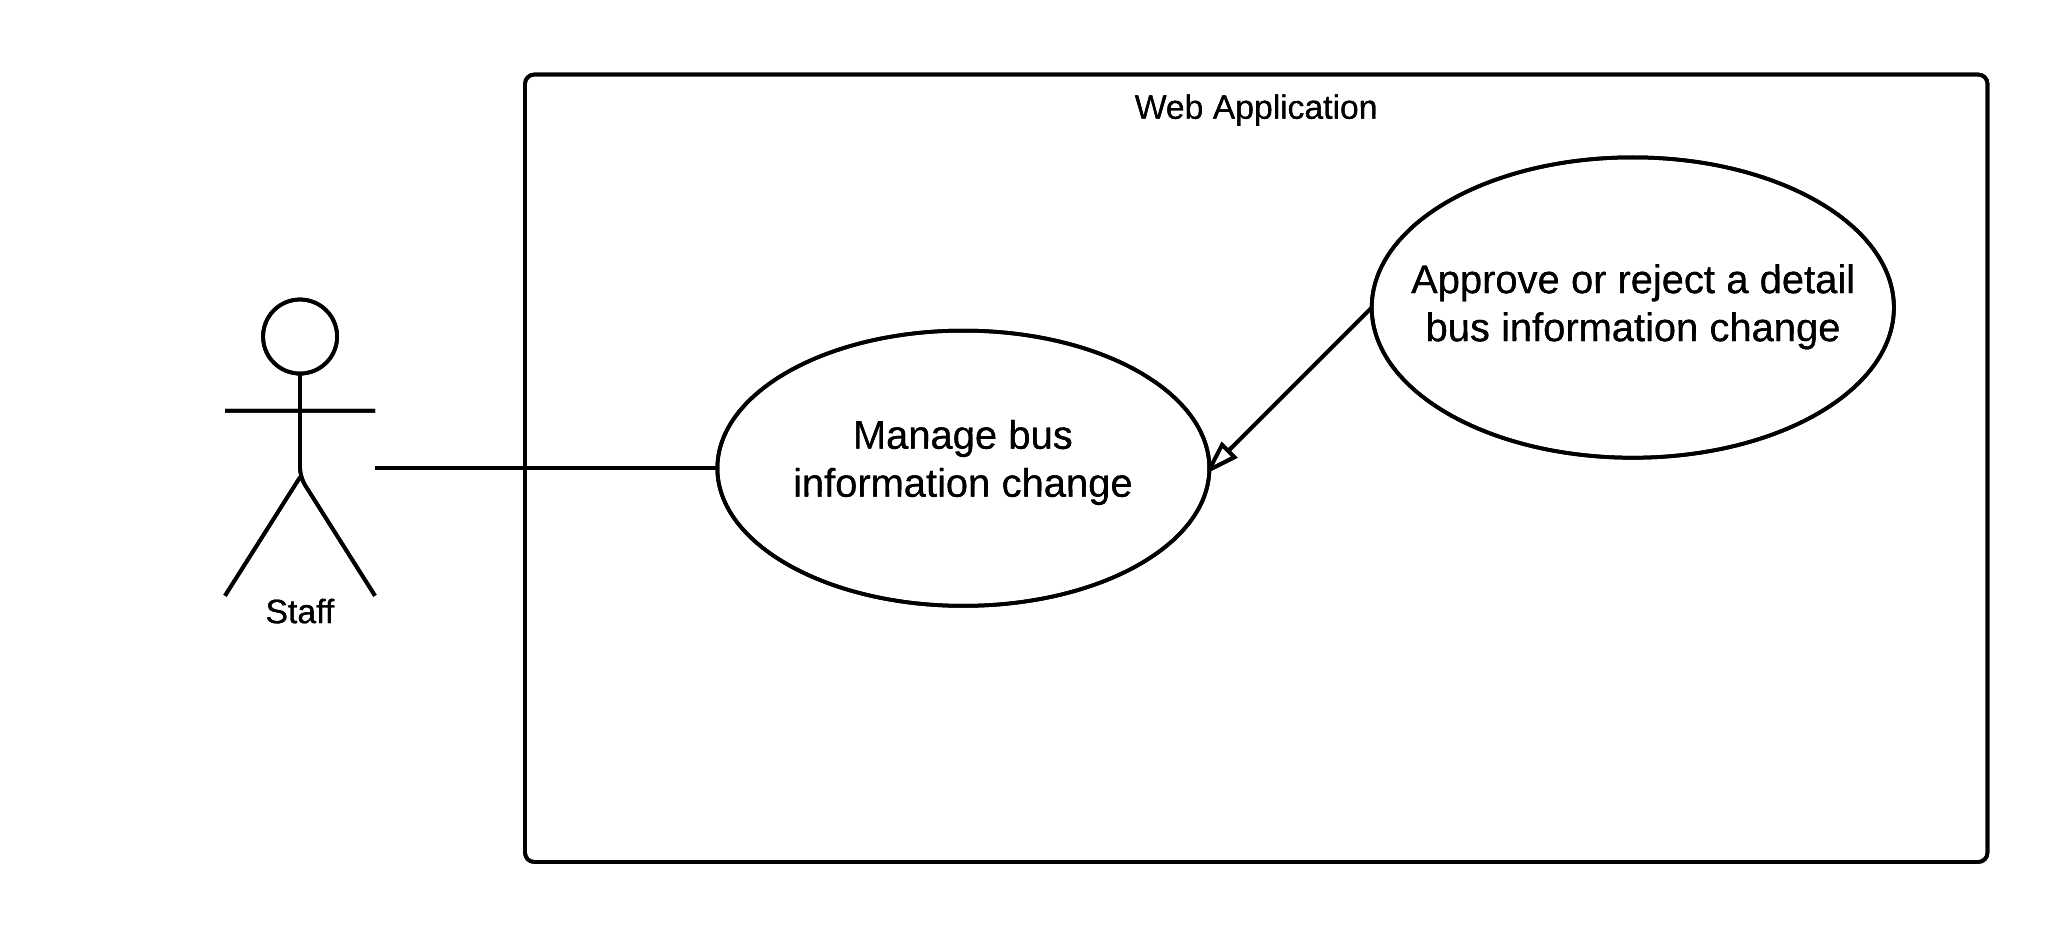 Web Application
Approve or reject a detail
bus information change
Manage bus
information change
Staff